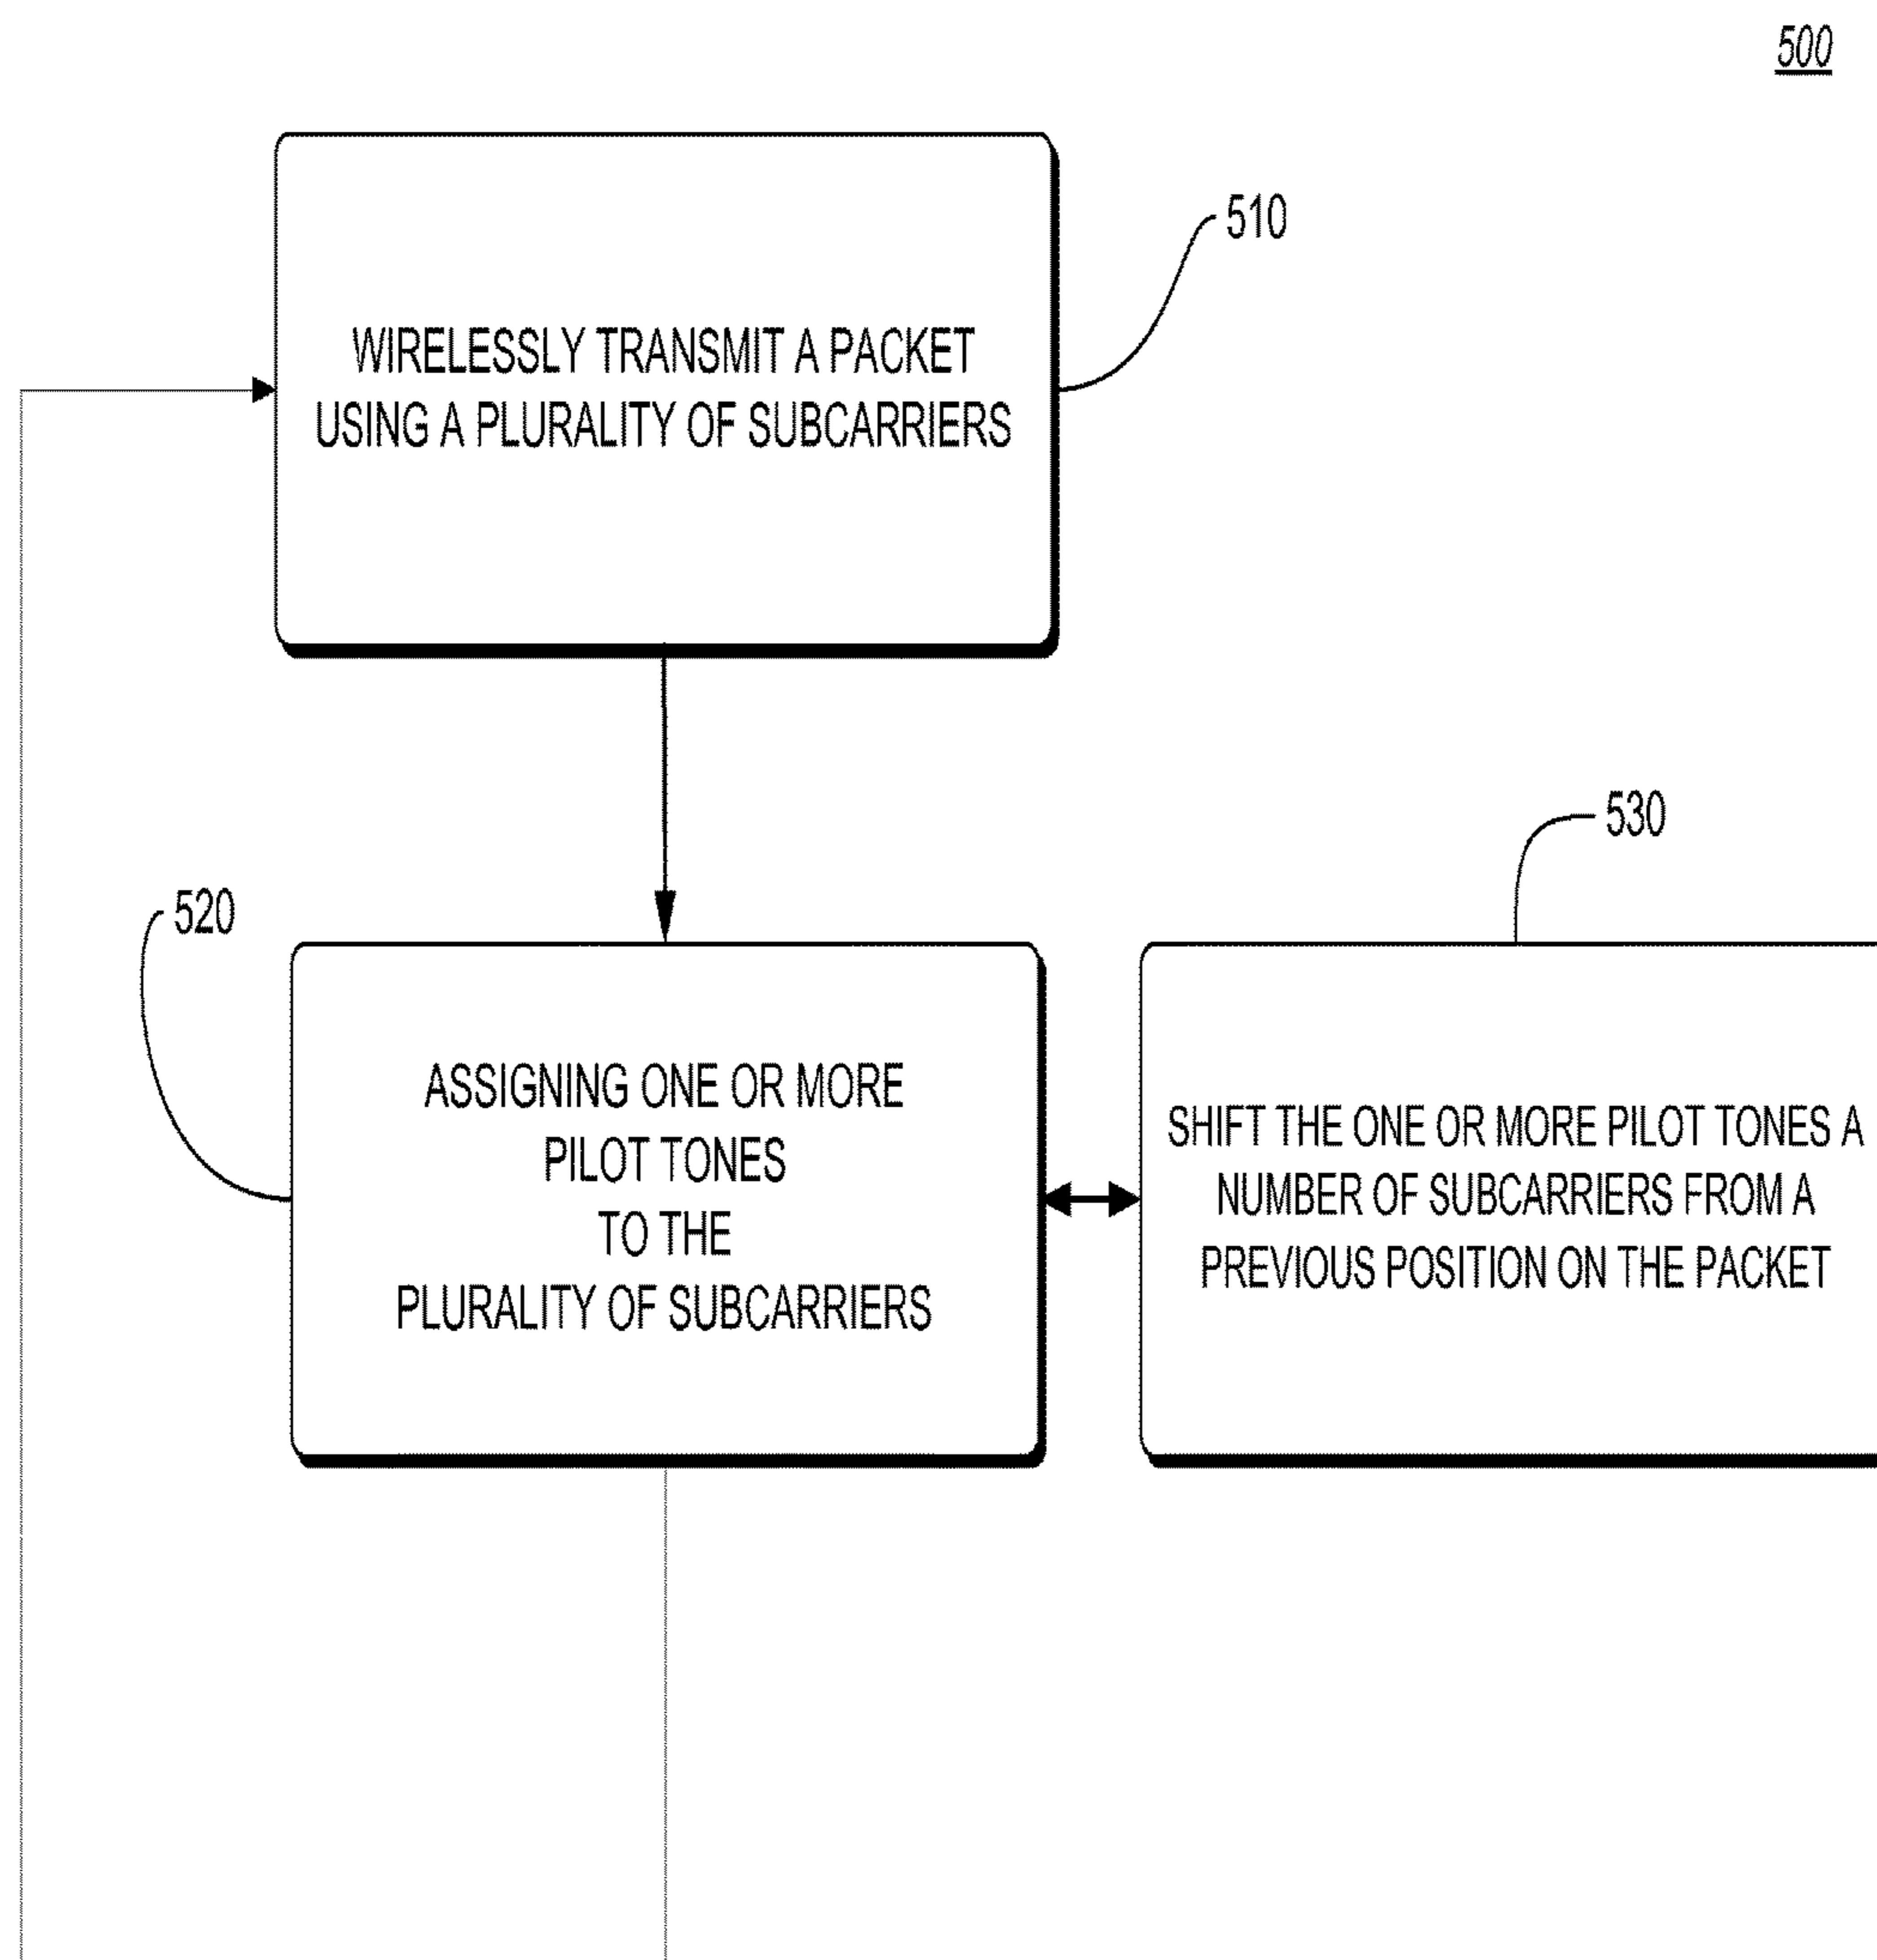 500
WIRELESSLY TRANSMIT A PACKET
USING A PLURALITY OF SUBCARRIERS
510
530
520
ASSIGNING ONE OR MORE
PILOT TONES
TO THE
PLURALITY OF SUBCARRIERS
SHIFT THE ONE OR MORE PILOT TONES A
NUMBER OF SUBCARRIERS FROM A
PREVIOUS POSITION ON THE PACKET